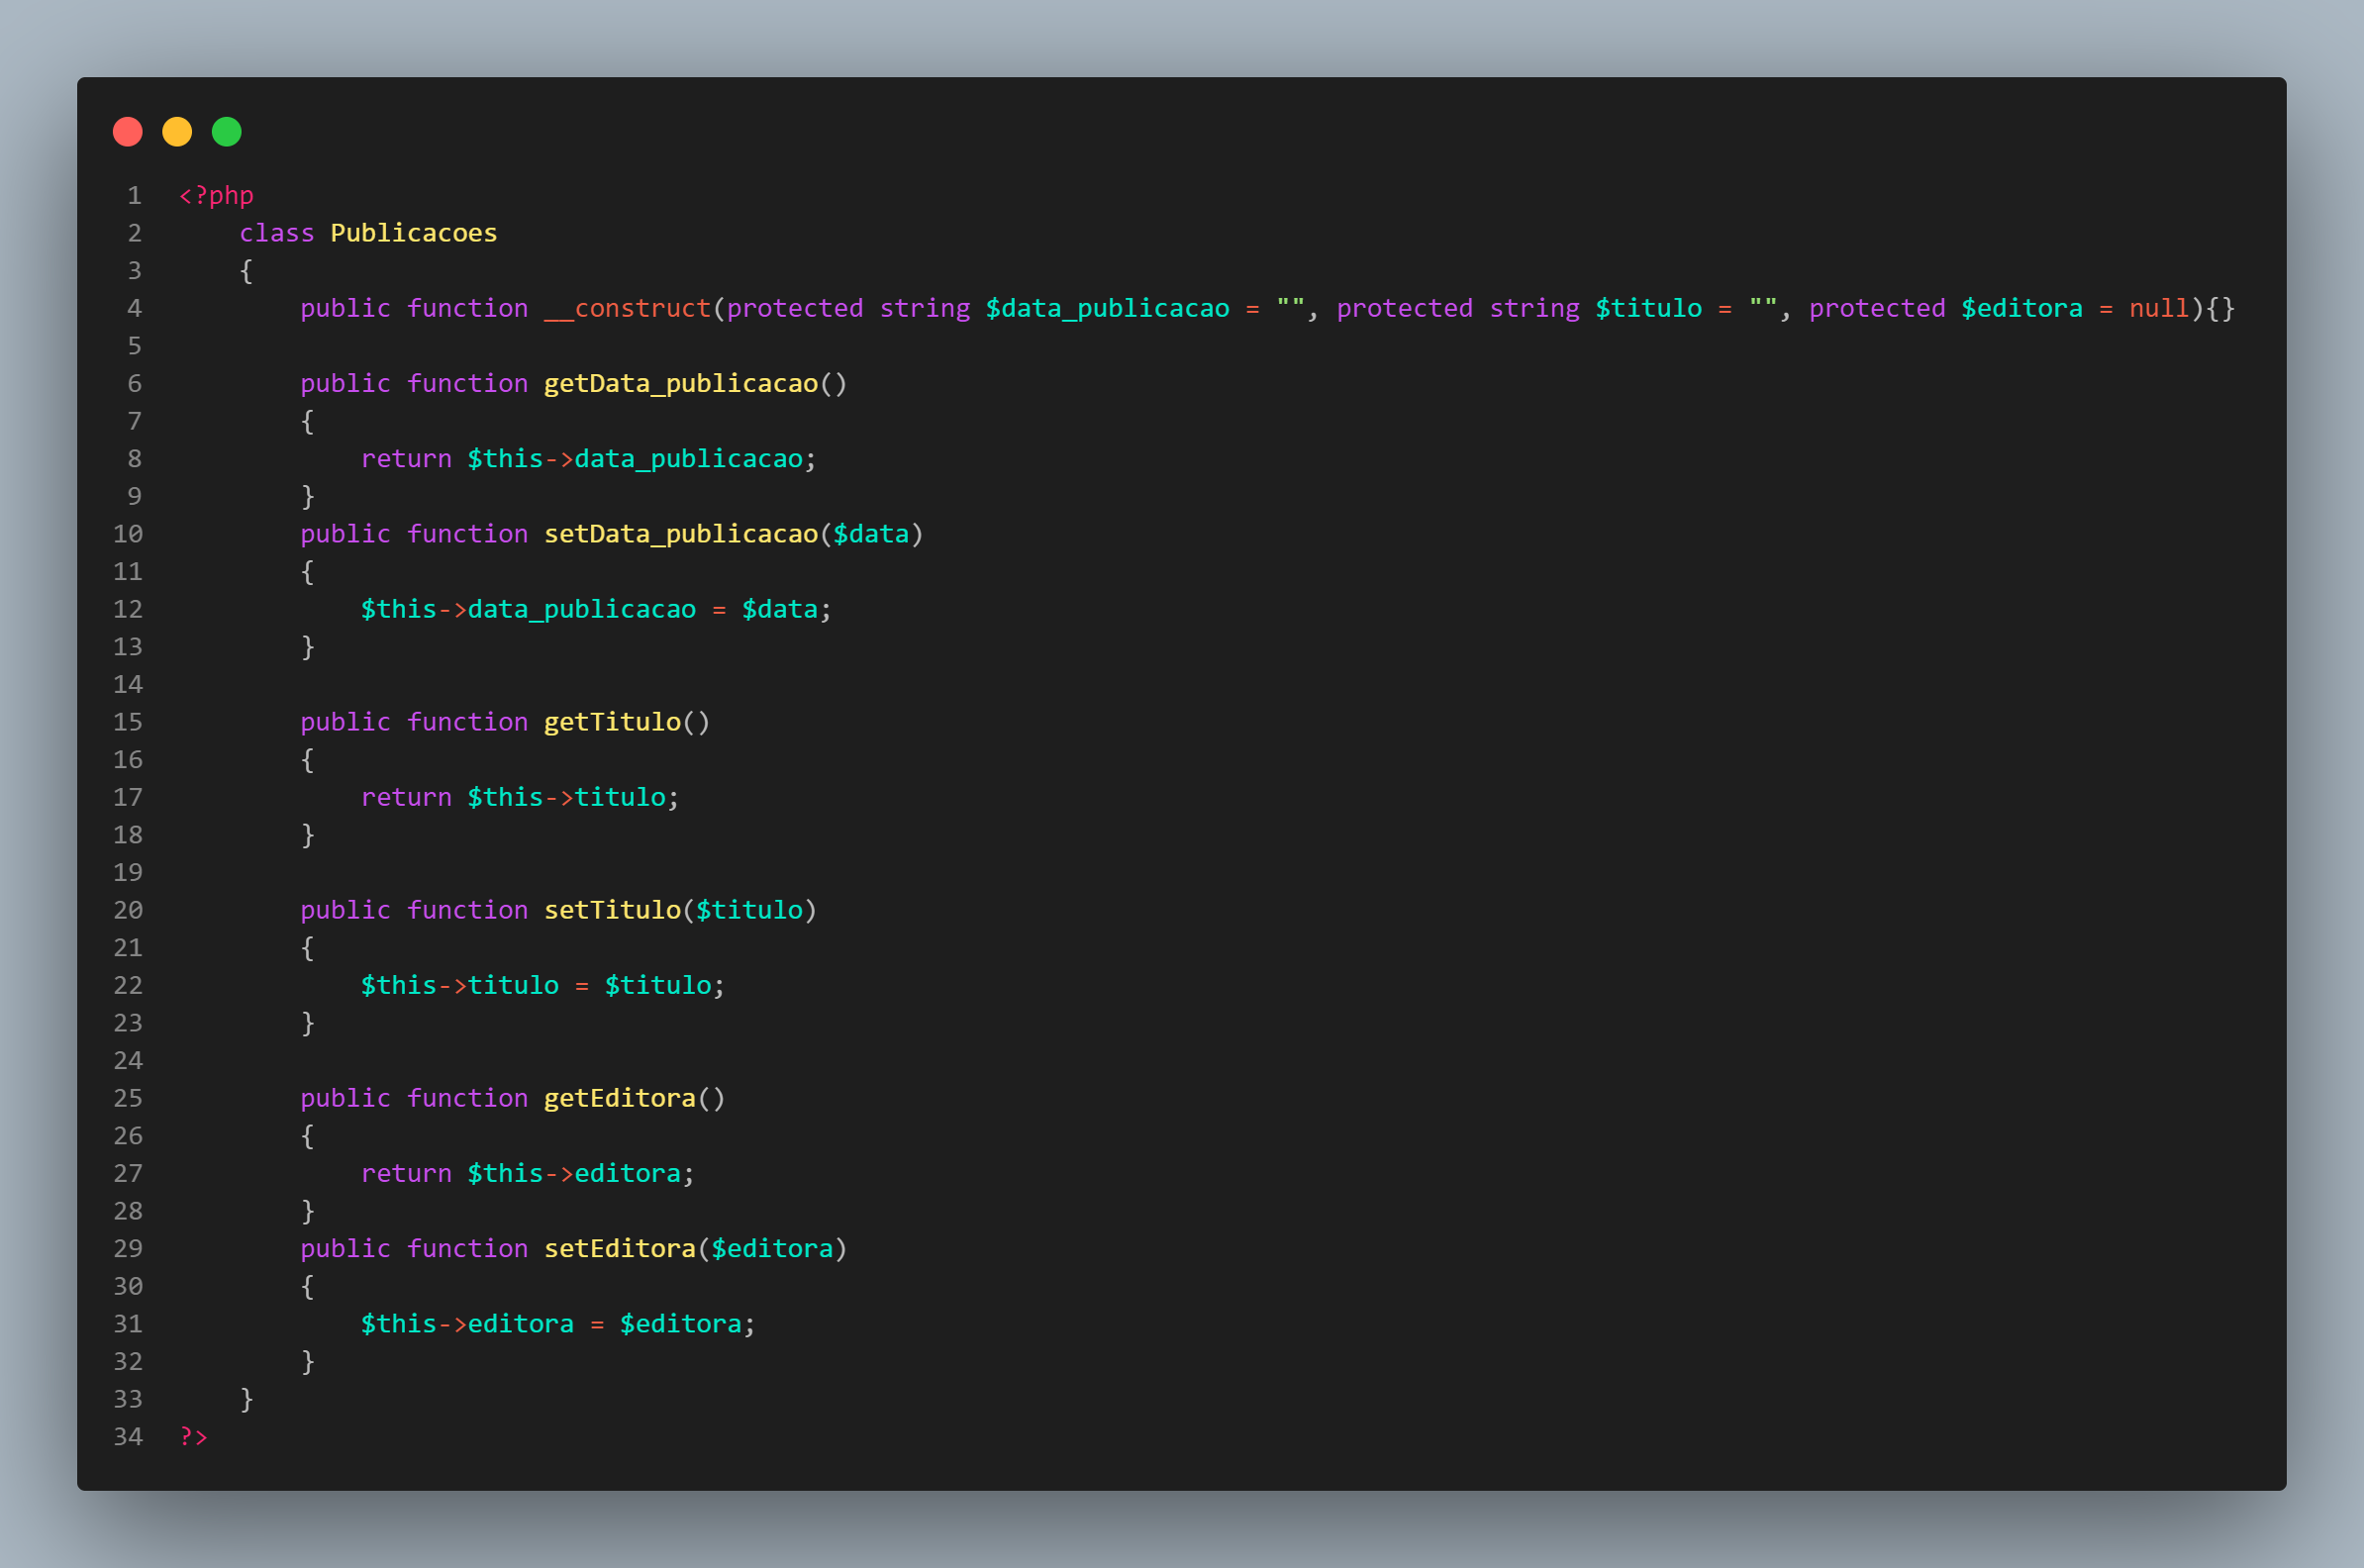 1 <?php
2     class Publicacoes
3     {
4         public function __construct(protected string $data_publicacao = "", protected string $titulo = "", protected $editora = null){}
5
6         public function getData_publicacao()
7         {
8             return $this->data_publicacao;
9         }
10         public function setData_publicacao($data)
11         {
12             $this->data_publicacao = $data;
13         }
14
15         public function getTitulo()
16         {
17             return $this->titulo;
18         }
19
20         public function setTitulo($titulo)
21         {
22             $this->titulo = $titulo;
23         }
24
25         public function getEditora()
26         {
27             return $this->editora;
28         }
29         public function setEditora($editora)
30         {
31             $this->editora = $editora;
32         }
33     }
34 ?>